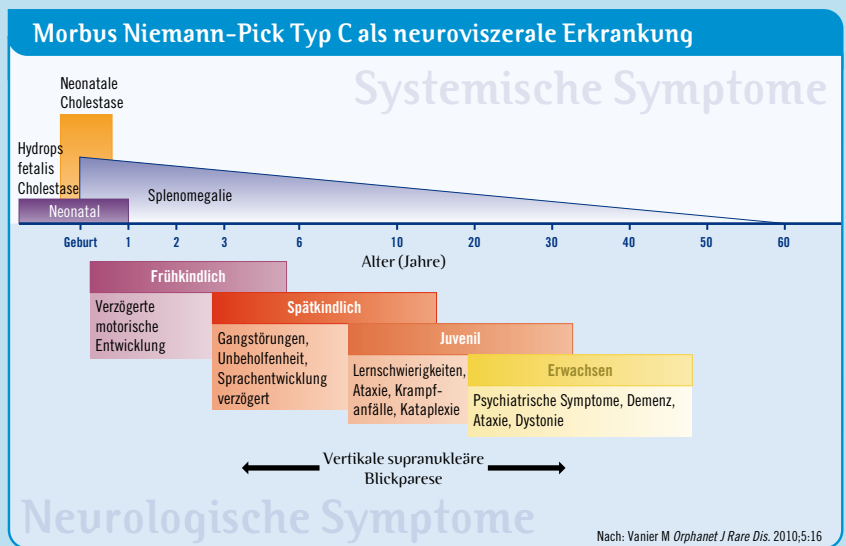 Morbus Niemann-Pick Typ C als neuroviszerale Erkrankung
Systemische Symptome
Neonatale
Cholestase
Hydrops
fetalis
Cholestase
Neonatal
Splenomegalie
Geburt 1 2 3 6 10 20 30 40 50 60
Alter (Jahre)
Frühkindlich
Verzögerte
motorische
Entwicklung
Spätkindlich
Gangstörungen,
Unbeholfenheit,
Sprachentwicklung
verzögert
Juvenil
Lernschwierigkeiten,
Ataxie, Krampf-
anfälle, Kataplexie
Erwachsen
Psychiatrische Symptome, Demenz,
Ataxie, Dystonie
Vertikale supranukleäre
Blickparese
Neurologische Symptome
Nach: Vanier M Orphanet J Rare Dis. 2010;5:16